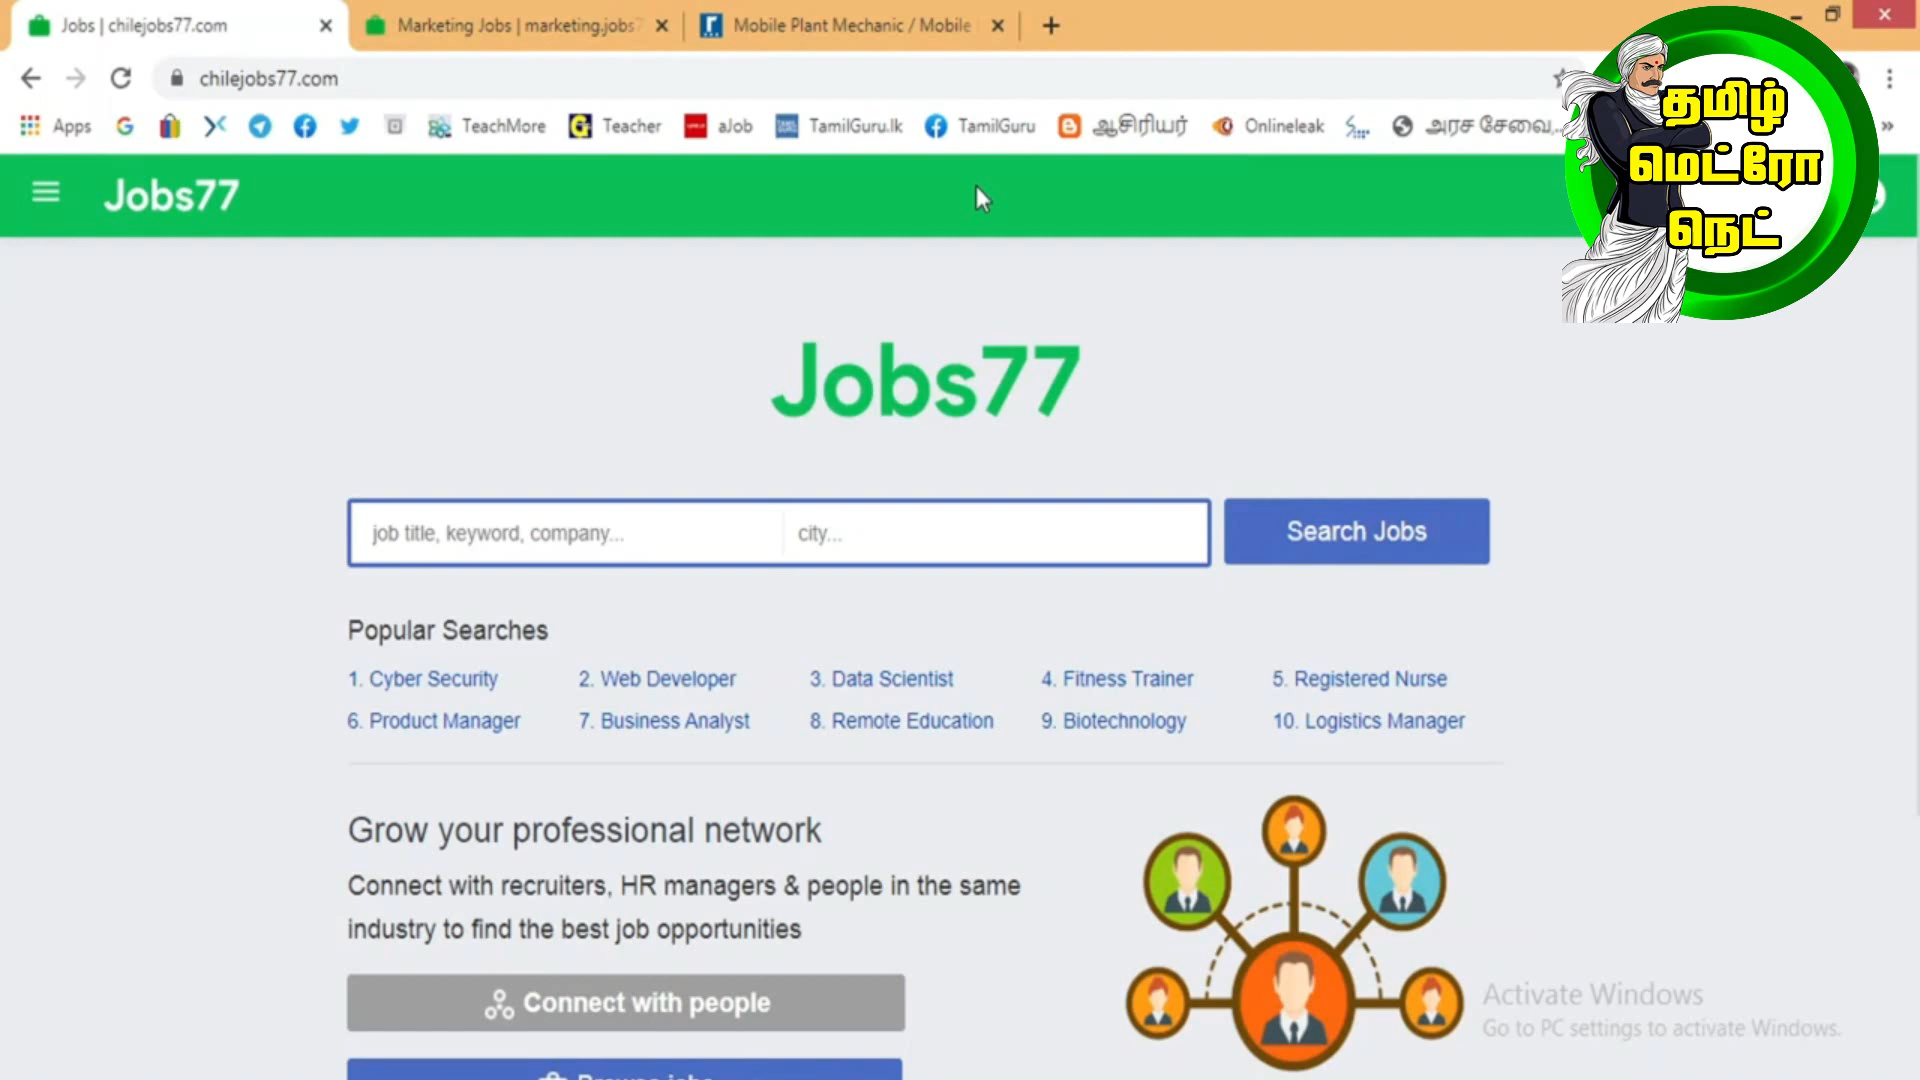 Jobs | chilejobs77.com
Marketing Jobs | marketing.jobs7
Mobile Plant Mechanic / Mobile
chilejobs77.com
Apps
TeachMore
Teacher
aJob
TamilGuru.lk
TamilGuru
ஆசிரியர்
Onlineleak
அரச சேவை...
தமிழ்
மெட்ரோ
நெட்
Jobs77
Jobs77
job title, keyword, company...
city...
Search Jobs
Popular Searches
1. Cyber Security
2. Web Developer
3. Data Scientist
4. Fitness Trainer
5. Registered Nurse
6. Product Manager
7. Business Analyst
8. Remote Education
9. Biotechnology
10. Logistics Manager
Grow your professional network
Connect with recruiters, HR managers & people in the same
industry to find the best job opportunities
Connect with people
Browse jobs
Activate Windows
Go to PC settings to activate Windows.